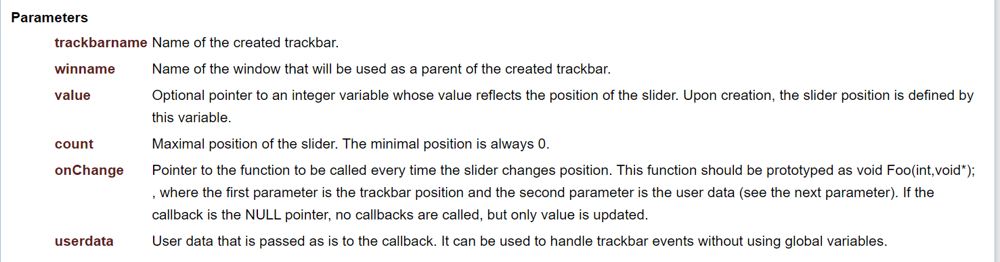 Parameters
trackbarname Name of the created trackbar.
winname Name of the window that will be used as a parent of the created trackbar.
value Optional pointer to an integer variable whose value reflects the position of the slider. Upon creation, the slider position is defined by
this variable.
count Maximal position of the slider. The minimal position is always 0.
onChange Pointer to the function to be called every time the slider changes position. This function should be prototyped as void Foo(int,void*);
, where the first parameter is the trackbar position and the second parameter is the user data (see the next parameter). If the
callback is the NULL pointer, no callbacks are called, but only value is updated.
userdata User data that is passed as is to the callback. It can be used to handle trackbar events without using global variables.